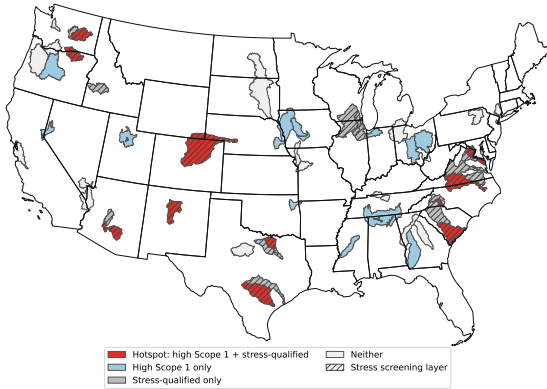 Hotspot: high Scope 1 + stress-qualified
High Scope 1 only
Stress-qualified only
Neither
Stress screening layer